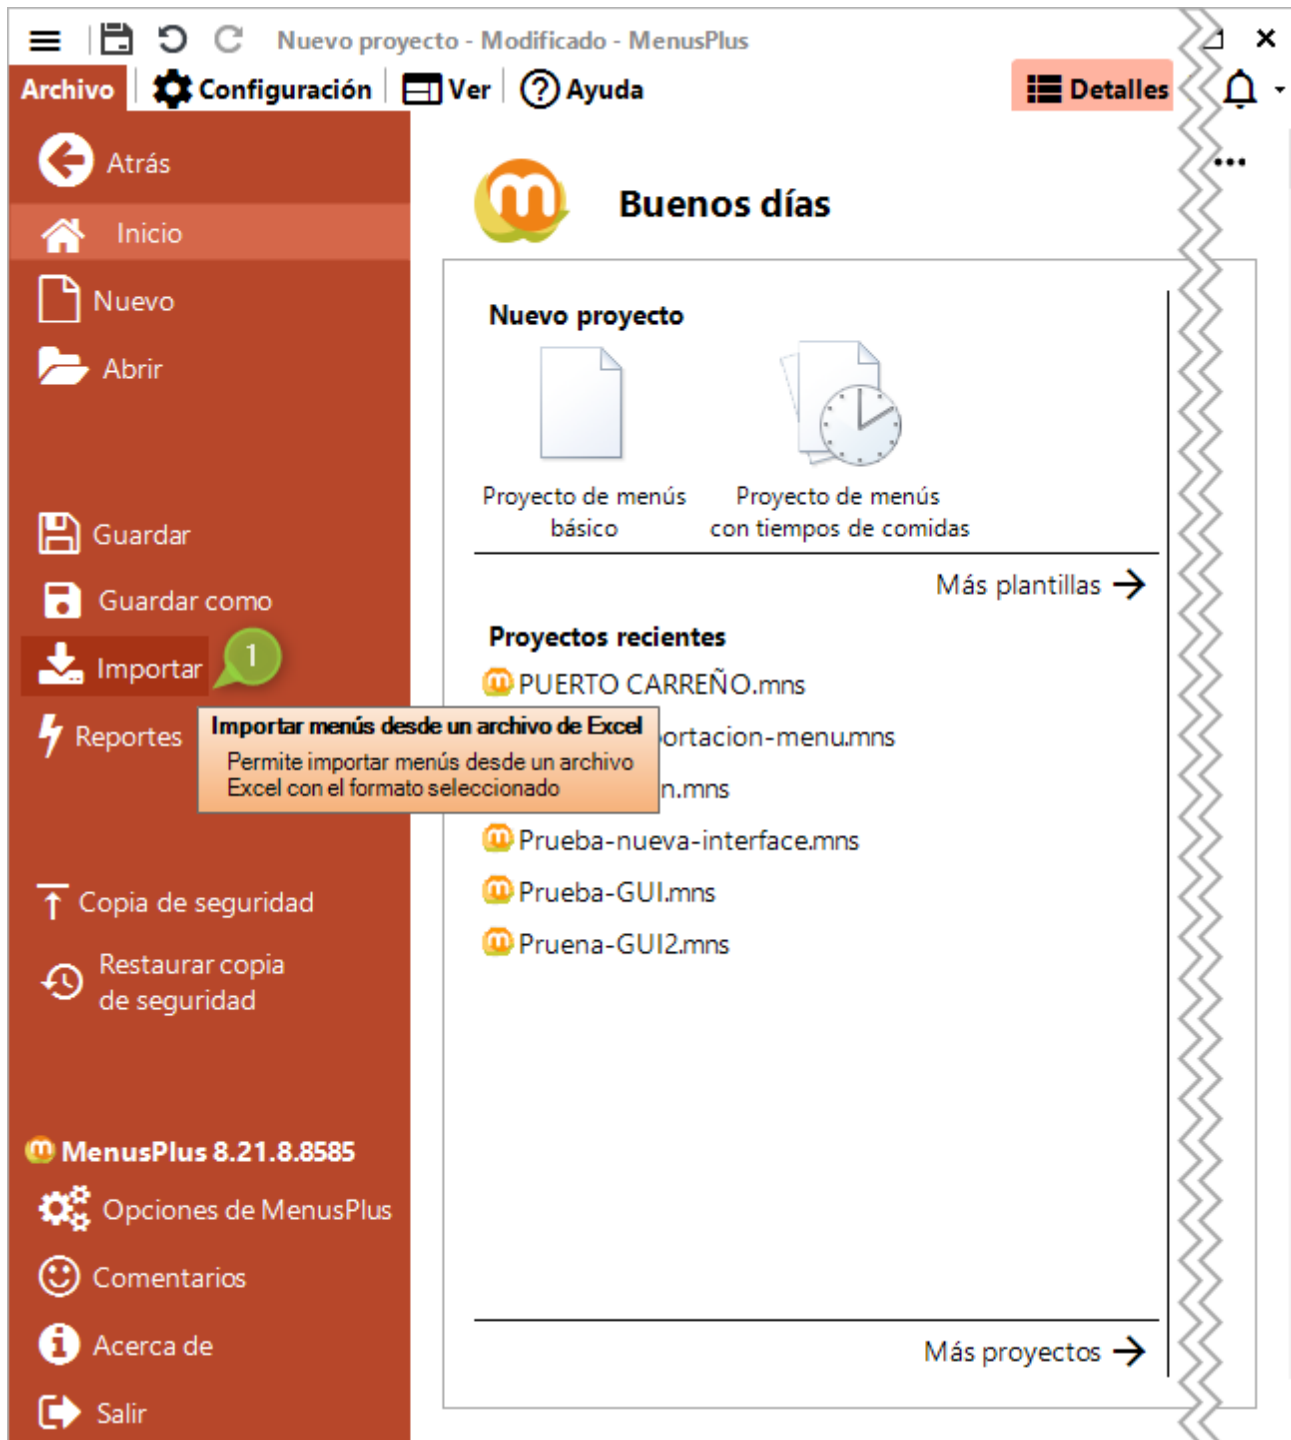 Nuevo proyecto - Modificado - MenusPlus
Archivo Configuración Ver Ayuda Detalles
Atrás
Inicio
Nuevo
Abrir
Guardar
Guardar como
Importar
1
Reportes
Importar menús desde un archivo de Excel
Permite importar menús desde un archivo
Excel con el formato seleccionado
Copia de seguridad
Restaurar copia
de seguridad
MenusPlus 8.21.8.8585
Opciones de MenusPlus
Comentarios
Acerca de
Salir
Buenos días
Nuevo proyecto
Proyecto de menús
básico
Proyecto de menús
con tiempos de comidas
Más plantillas
Proyectos recientes
PUERTO CARREÑO.mns
ortacion-menu.mns
n.mns
Prueba-nueva-interface.mns
Prueba-GUI.mns
Pruena-GUI2.mns
Más proyectos